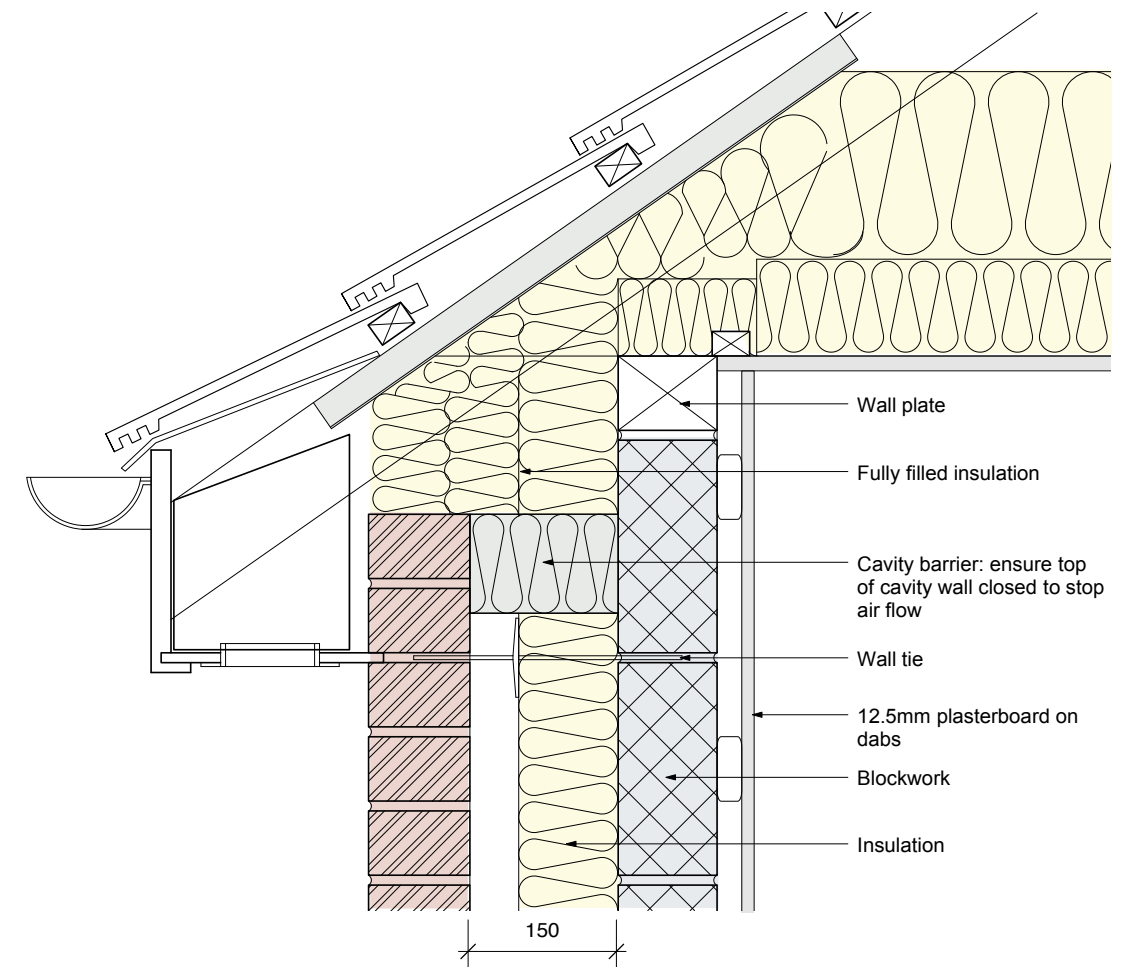 Wall plate
Fully filled insulation
Cavity barrier: ensure top
of cavity wall closed to stop
air flow
Wall tie
12.5mm plasterboard on
dabs
Blockwork
Insulation
150